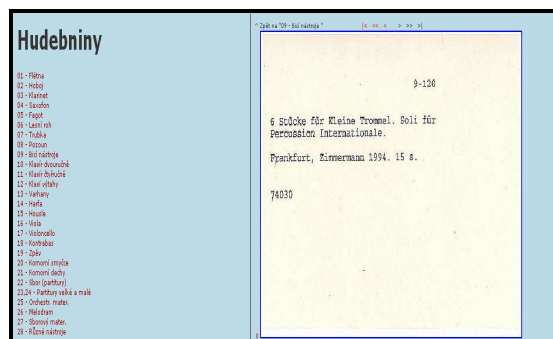 Hudebniny
01 - Flétna
02 - Hoboj
03 - Klarinet
04 - Saxofon
05 - Fagot
06 - Lesní roh
07 - Trubka
08 - Pozoun
09 - Bicí nástroje
10 - Klavír dvouručně
11 - Klavír čtyřručně
12 - Klaví výtahy
13 - Varhany
14 - Harfa
15 - Housle
16 - Viola
17 - Violoncello
18 - Kontrabas
19 - Zpěv
20 - Komorní smyčce
21 - Komorní dechy
22 - Sbor (partitury)
23,24 - Partitury velké a malé
25 - Orchestr. mater.
26 - Melodram
27 - Sborový mater.
28 - Různé nástroje
^ Zpět na "09 - Bicí nástroje " |< << < > >> >|
9-120
6 Stücke für Kleine Trommel. Soli für
Percussion Internationale.
Frankfurt, Zimmermann 1994. 15 s.
74030